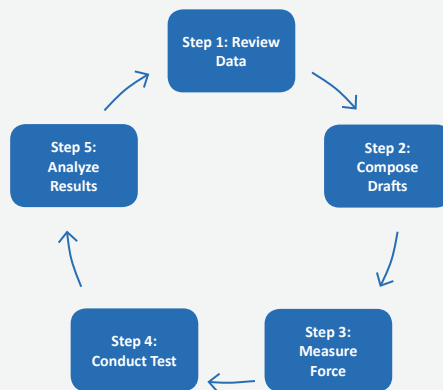 Step 1: Review
Data
Step 2:
Compose
Drafts
Step 3:
Measure
Force
Step 4:
Conduct Test
Step 5:
Analyze
Results